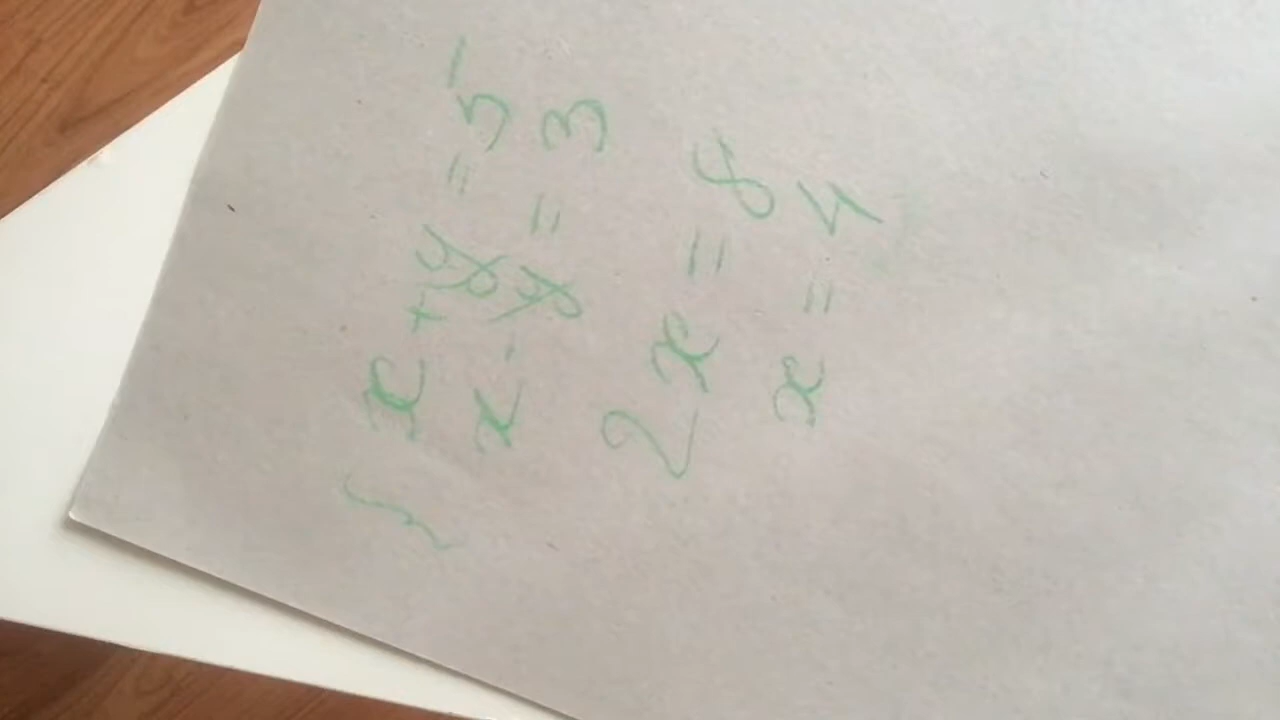 { x + y = 5
x - y = 3
2x = 8
x = 4